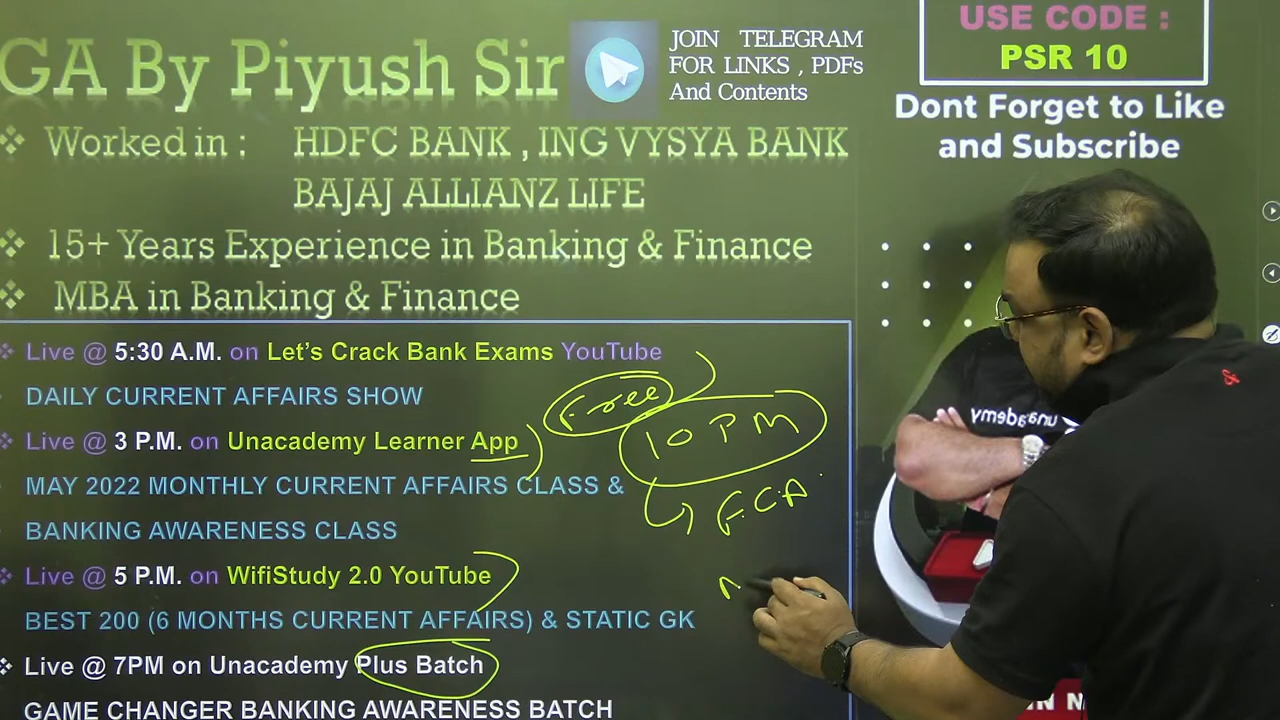 GA By Piyush Sir
JOIN TELEGRAM
FOR LINKS , PDFs
And Contents
USE CODE :
PSR 10
Dont Forget to Like
and Subscribe
❖ Worked in : HDFC BANK , ING VYSYA BANK
BAJAJ ALLIANZ LIFE
❖ 15+ Years Experience in Banking & Finance
❖ MBA in Banking & Finance
❖ Live @ 5:30 A.M. on Let's Crack Bank Exams YouTube
DAILY CURRENT AFFAIRS SHOW
Free
10 PM
❖ Live @ 3 P.M. on Unacademy Learner App
MAY 2022 MONTHLY CURRENT AFFAIRS CLASS &
F.C.A
BANKING AWARENESS CLASS
❖ Live @ 5 P.M. on WifiStudy 2.0 YouTube
BEST 200 (6 MONTHS CURRENT AFFAIRS) & STATIC GK
❖ Live @ 7PM on Unacademy Plus Batch
GAME CHANGER BANKING AWARENESS BATCH
unacademy